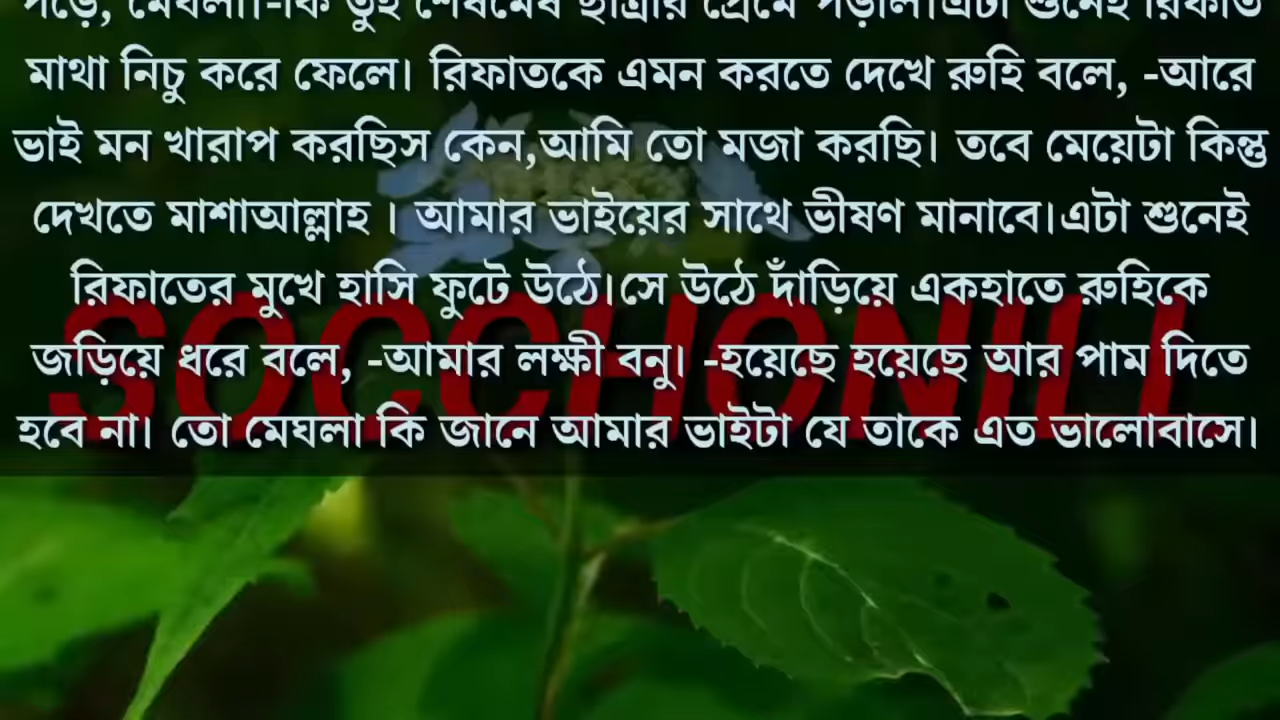 পড়ে, মেঘলা।-কি তুই শেষমেষ ছাত্রীর প্রেমে পড়লি।এটা শুনেই রিফাত
মাথা নিচু করে ফেলে। রিফাতকে এমন করতে দেখে রুহি বলে, -আরে
ভাই মন খারাপ করছিস কেন,আমি তো মজা করছি। তবে মেয়েটা কিন্তু
দেখতে মাশাআল্লাহ । আমার ভাইয়ের সাথে ভীষণ মানাবে।এটা শুনেই
রিফাতের মুখে হাসি ফুটে উঠে।সে উঠে দাঁড়িয়ে একহাতে রুহিকে
SOCCHONILL
জড়িয়ে ধরে বলে, -আমার লক্ষী বনু। -হয়েছে হয়েছে আর পাম দিতে
হবে না। তো মেঘলা কি জানে আমার ভাইটা যে তাকে এত ভালোবাসে।